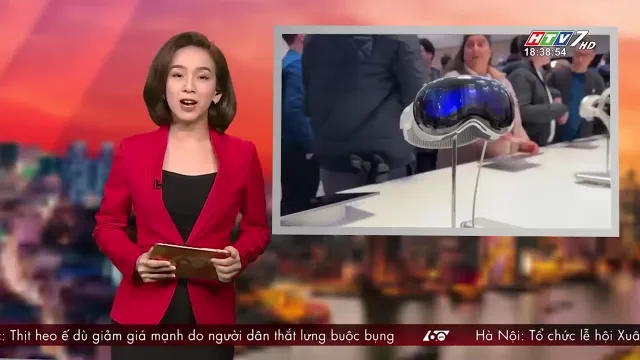 HTV7 HD
18:38:54
c: Thịt heo ế dù giảm giá mạnh do người dân thắt lưng buộc bụng
60
Hà Nội: Tổ chức lễ hội Xuâ